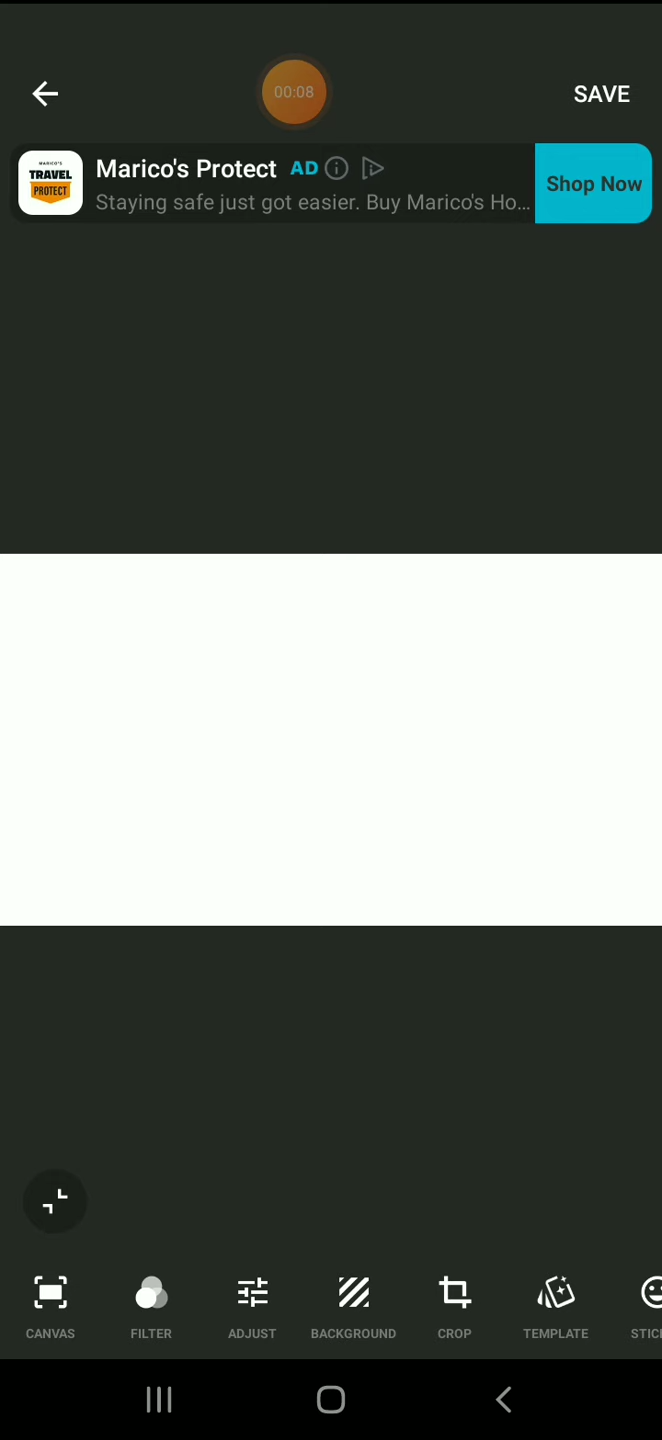 00:08
SAVE
MARICO'S
TRAVEL
PROTECT
Marico's Protect AD
Staying safe just got easier. Buy Marico's Ho...
Shop Now
CANVAS FILTER ADJUST BACKGROUND CROP TEMPLATE STIC